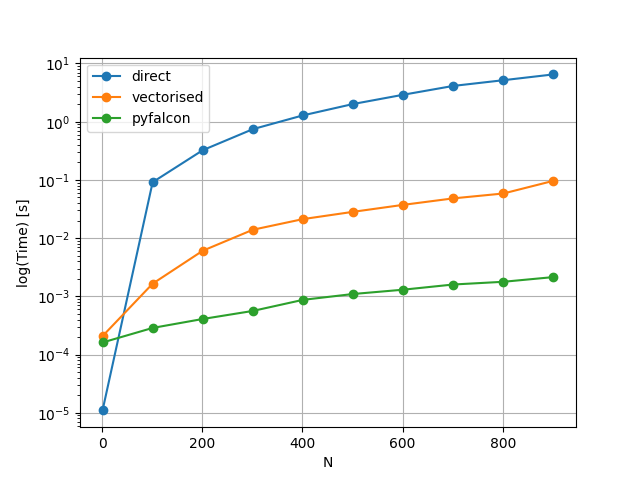 direct
vectorised
pyfalcon
10¹
10⁰
10⁻¹
10⁻²
10⁻³
10⁻⁴
10⁻⁵
log(Time) [s]
0 200 400 600 800
N